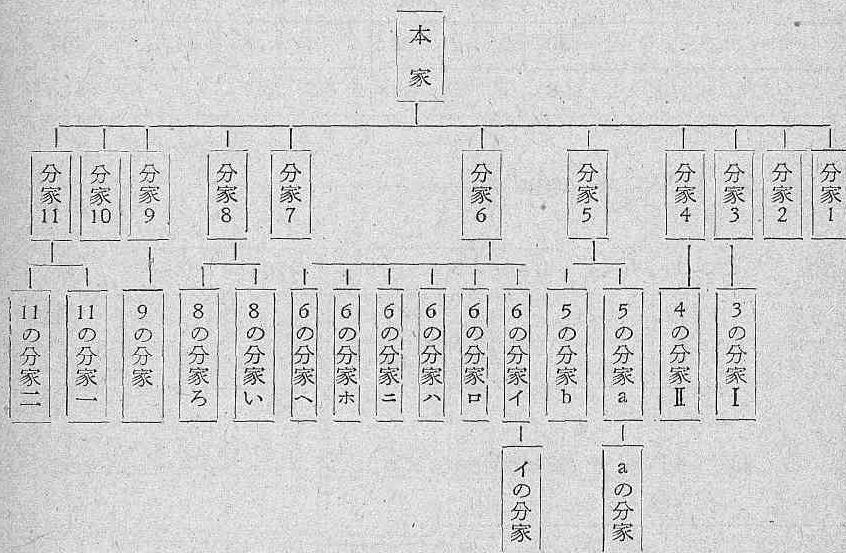 本家
分家1
分家2
分家3
分家4
分家5
分家6
分家7
分家8
分家9
分家10
分家11
3の分家Ⅰ
4の分家Ⅱ
5の分家a
5の分家b
6の分家イ
6の分家ロ
6の分家ハ
6の分家ニ
6の分家ホ
6の分家ヘ
8の分家い
8の分家ろ
9の分家
11の分家一
11の分家二
aの分家
イの分家